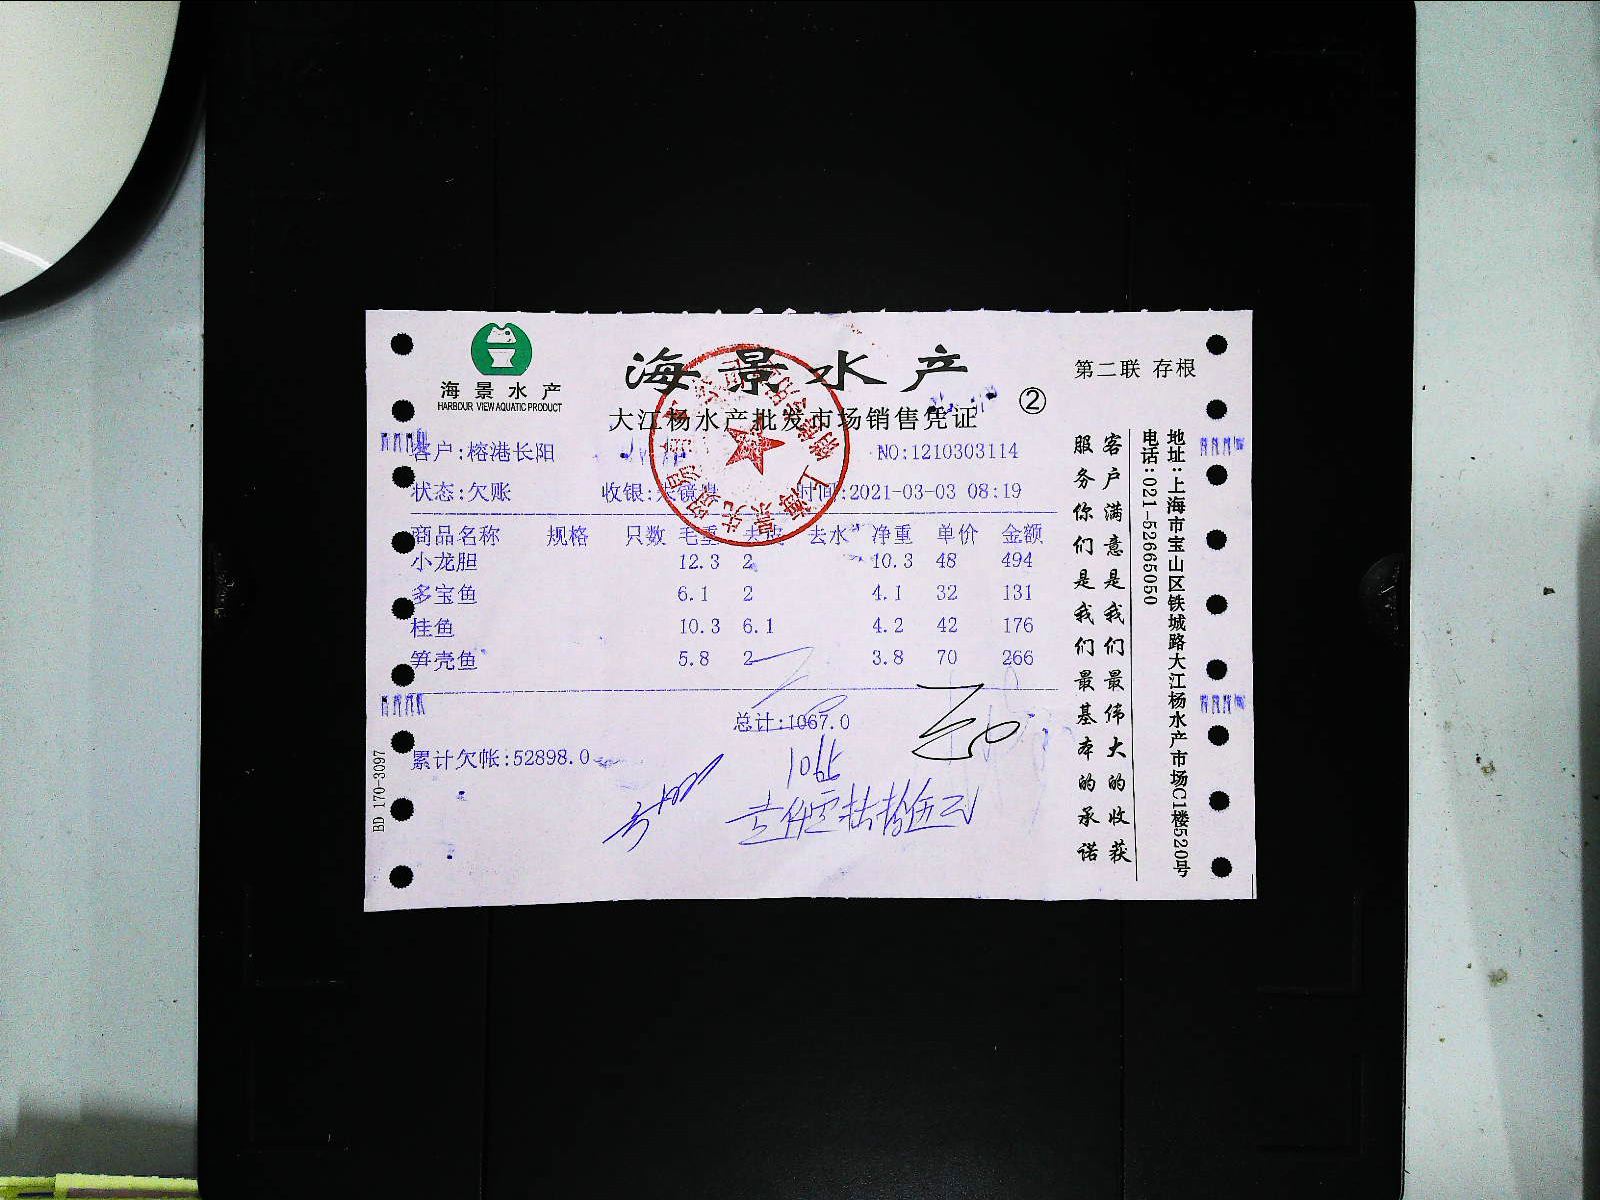 海景水产
HARBOUR VIEW AQUATIC PRODUCT
海景水产
第二联 存根
大江杨水产批发市场销售凭证
②
客户:榕港长阳 NO:1210303114
状态:欠账 收银: 时间:2021-03-03 08:19
商品名称 规格 只数 毛重 去水 净重 单价 金额
小龙胆 12.3 2 10.3 48 494
多宝鱼 6.1 2 4.1 32 131
桂鱼 10.3 6.1 4.2 42 176
笋壳鱼 5.8 2 3.8 70 266
总计:1067.0
累计欠帐:52898.0
BD 170-3097
客户满意是我们最伟大的收获
服务你们是我们最基本的承诺
地址:上海市宝山区铁城路大江杨水产市场C1楼520号
电话:021-52665050